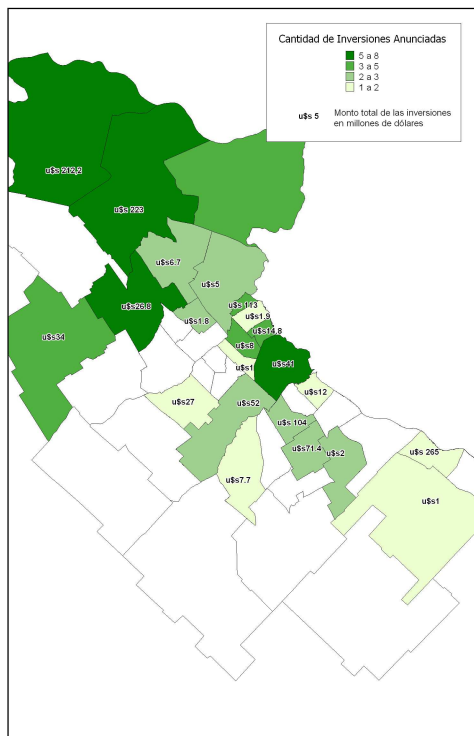 Cantidad de Inversiones Anunciadas
5 a 8
3 a 5
2 a 3
1 a 2
u$s 5 Monto total de las inversiones
en millones de dólares
u$s 212,2
u$s 223
u$s6.7
u$s5
u$s26.8
u$s 113
u$s1.9
u$s1.8
u$s14.8
u$s34
u$s8
u$s1
u$s41
u$s27
u$s12
u$s52
u$s 104
u$s71.4
u$s2
u$s 265
u$s7.7
u$s1